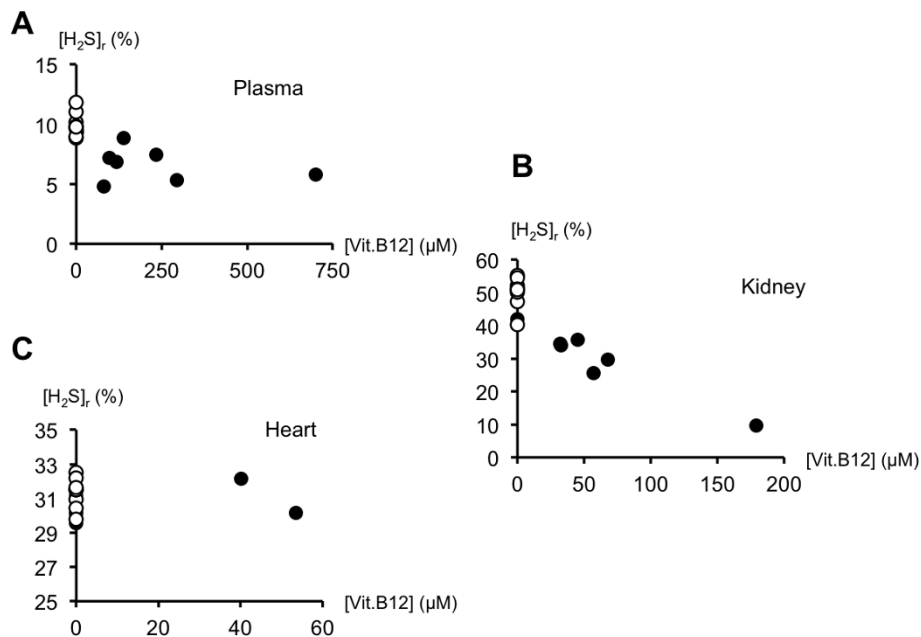 A
[H₂S]ᵣ (%)
Plasma
15
10
5
0
0 250 500 750
[Vit.B12] (µM)
B
[H₂S]ᵣ (%)
Kidney
60
50
40
30
20
10
0
0 50 100 150 200
[Vit.B12] (µM)
C
[H₂S]ᵣ (%)
Heart
35
33
31
29
27
25
0 20 40 60
[Vit.B12] (µM)